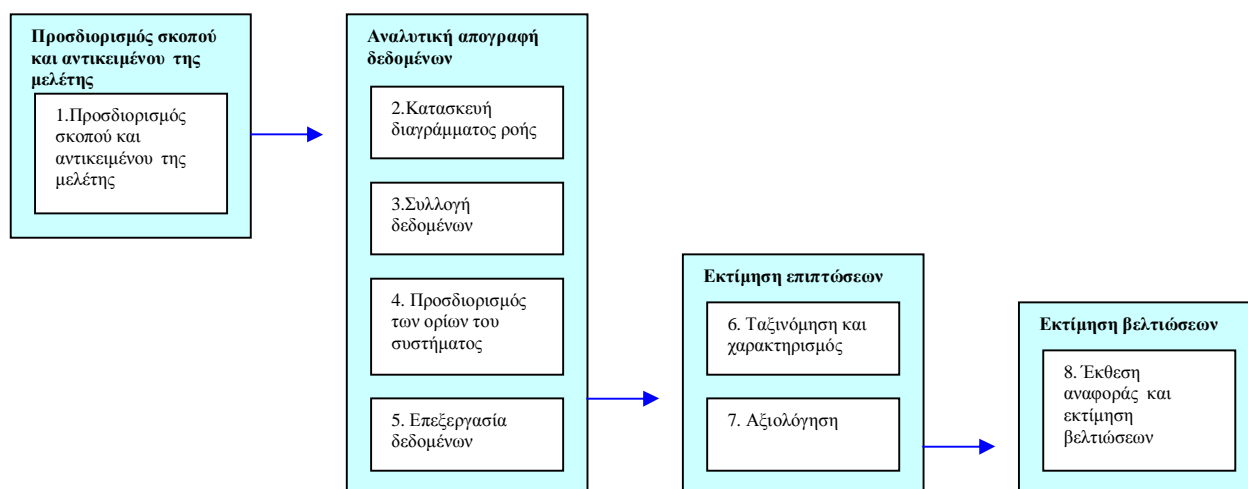 Προσδιορισμός σκοπού
και αντικειμένου της
μελέτης
1.Προσδιορισμός
σκοπού και
αντικειμένου της
μελέτης
Αναλυτική απογραφή
δεδομένων
2.Κατασκευή
διαγράμματος ροής
3.Συλλογή
δεδομένων
4. Προσδιορισμός
των ορίων του
συστήματος
5. Επεξεργασία
δεδομένων
Εκτίμηση επιπτώσεων
6. Ταξινόμηση και
χαρακτηρισμός
7. Αξιολόγηση
Εκτίμηση βελτιώσεων
8. Έκθεση
αναφοράς και
εκτίμηση
βελτιώσεων